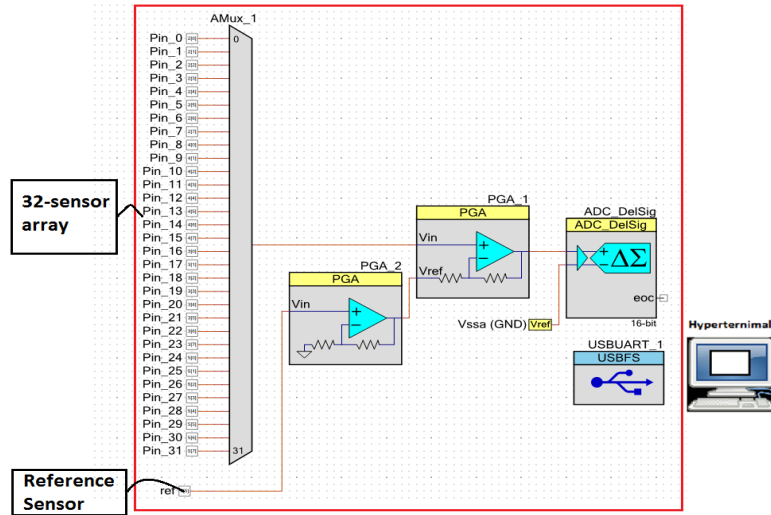 AMux_1
Pin_0
0
Pin_1
Pin_2
Pin_3
Pin_4
Pin_5
Pin_6
Pin_7
Pin_8
Pin_9
Pin_10
Pin_11
Pin_12
Pin_13
Pin_14
Pin_15
Pin_16
Pin_17
Pin_18
Pin_19
Pin_20
Pin_21
Pin_22
Pin_23
Pin_24
Pin_25
Pin_26
Pin_27
Pin_28
Pin_29
Pin_30
Pin_31
31
32-sensor
array
Reference
Sensor
ref
PGA_2
PGA
Vin
PGA_1
PGA
Vin
Vref
ADC_DelSig
ADC_DelSig
ΔΣ
eoc
16-bit
Vssa (GND)
Vref
USBUART_1
USBFS
Hyperternimal